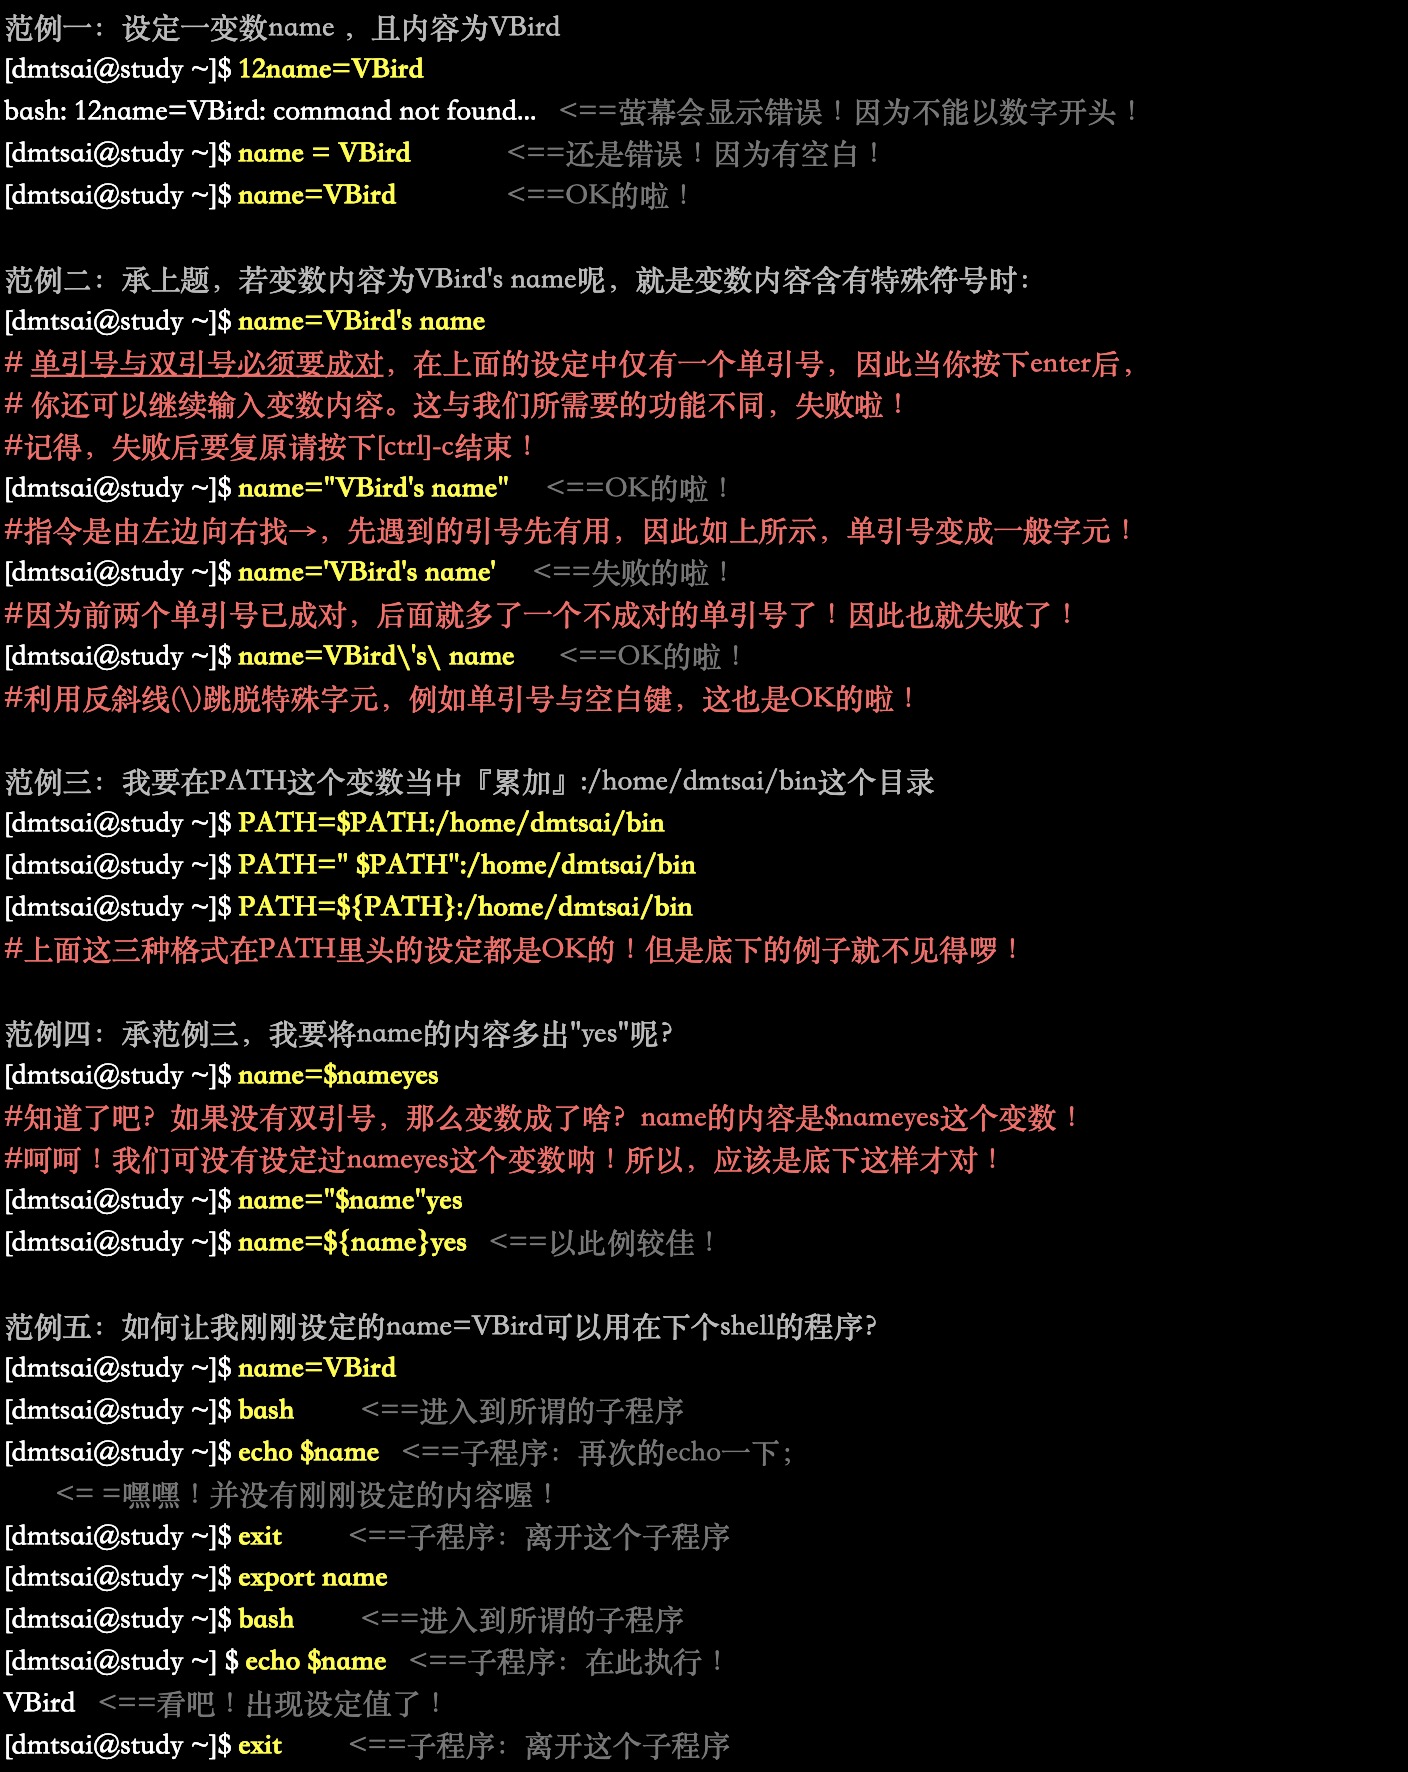 范例一：设定一变数name ，且内容为VBird
[dmtsai@study ~]$ 12name=VBird
bash: 12name=VBird: command not found... <==萤幕会显示错误！因为不能以数字开头！
[dmtsai@study ~]$ name = VBird <==还是错误！因为有空白！
[dmtsai@study ~]$ name=VBird <==OK的啦！
范例二：承上题，若变数内容为VBird's name呢，就是变数内容含有特殊符号时：
[dmtsai@study ~]$ name=VBird's name
# 单引号与双引号必须要成对，在上面的设定中仅有一个单引号，因此当你按下enter后，
# 你还可以继续输入变数内容。这与我们所需要的功能不同，失败啦！
#记得，失败后要复原请按下[ctrl]-c结束！
[dmtsai@study ~]$ name="VBird's name" <==OK的啦！
#指令是由左边向右找→，先遇到的引号先有用，因此如上所示，单引号变成一般字元！
[dmtsai@study ~]$ name='VBird's name' <==失败的啦！
#因为前两个单引号已成对，后面就多了一个不成对的单引号了！因此也就失败了！
[dmtsai@study ~]$ name=VBird\'s\ name <==OK的啦！
#利用反斜线(\)跳脱特殊字元，例如单引号与空白键，这也是OK的啦！
范例三：我要在PATH这个变数当中『累加』:/home/dmtsai/bin这个目录
[dmtsai@study ~]$ PATH=$PATH:/home/dmtsai/bin
[dmtsai@study ~]$ PATH=" $PATH":/home/dmtsai/bin
[dmtsai@study ~]$ PATH=${PATH}:/home/dmtsai/bin
#上面这三种格式在PATH里头的设定都是OK的！但是底下的例子就不见得啰！
范例四：承范例三，我要将name的内容多出"yes"呢？
[dmtsai@study ~]$ name=$nameyes
#知道了吧？如果没有双引号，那么变数成了啥？name的内容是$nameyes这个变数！
#呵呵！我们可没有设定过nameyes这个变数呐！所以，应该是底下这样才对！
[dmtsai@study ~]$ name="$name"yes
[dmtsai@study ~]$ name=${name}yes <==以此例较佳！
范例五：如何让我刚刚设定的name=VBird可以用在下个shell的程序？
[dmtsai@study ~]$ name=VBird
[dmtsai@study ~]$ bash <==进入到所谓的子程序
[dmtsai@study ~]$ echo $name <==子程序：再次的echo一下；
<= =嘿嘿！并没有刚刚设定的内容喔！
[dmtsai@study ~]$ exit <==子程序：离开这个子程序
[dmtsai@study ~]$ export name
[dmtsai@study ~]$ bash <==进入到所谓的子程序
[dmtsai@study ~] $ echo $name <==子程序：在此执行！
VBird <==看吧！出现设定值了！
[dmtsai@study ~]$ exit <==子程序：离开这个子程序